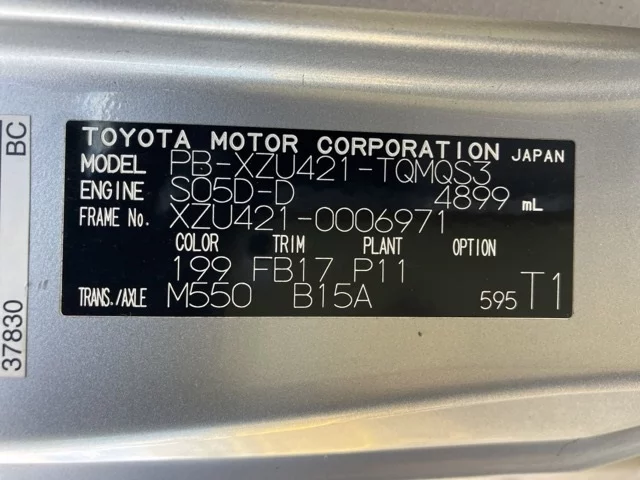 TOYOTA MOTOR CORPORATION JAPAN
MODEL PB-XZU421-TQMQS3
ENGINE S05D-D 4899 mL
FRAME No. XZU421-0006971
COLOR TRIM PLANT OPTION
199 FB17 P11
TRANS./AXLE M550 B15A 595 T1
BC
37830